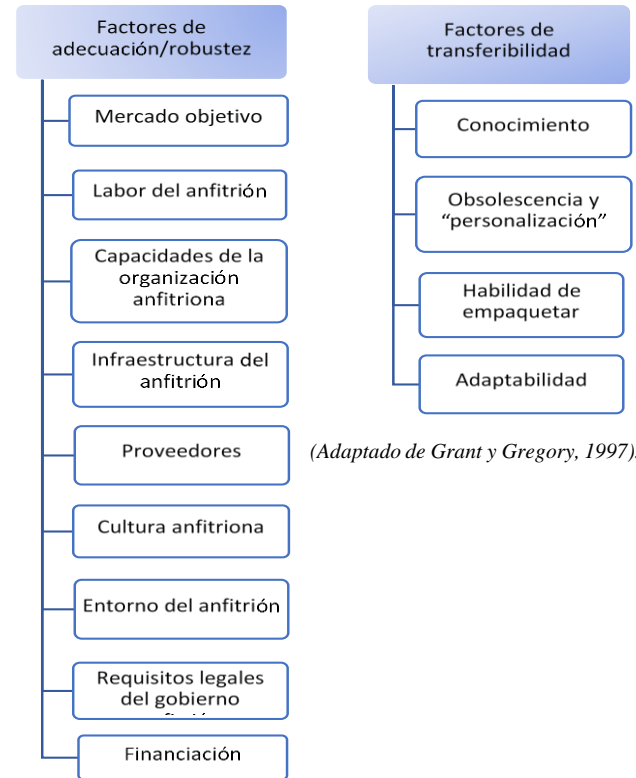 Factores de
adecuación/robustez
Mercado objetivo
Labor del anfitrión
Capacidades de la
organización
anfitriona
Infraestructura del
anfitrión
Proveedores
Cultura anfitriona
Entorno del anfitrión
Requisitos legales
del gobierno
Financiación
Factores de
transferibilidad
Conocimiento
Obsolescencia y
“personalización”
Habilidad de
empaquetar
Adaptabilidad
(Adaptado de Grant y Gregory, 1997).